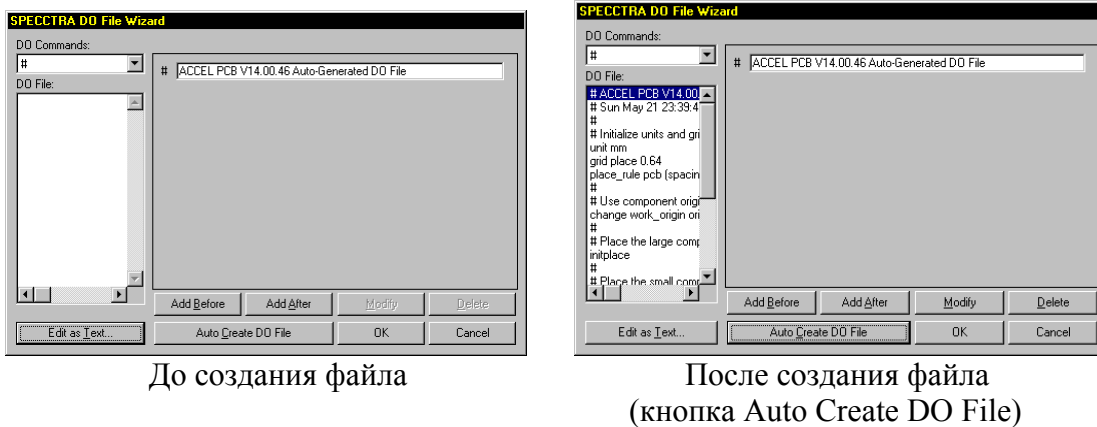 SPECCTRA DO File Wizard
DO Commands:
#
# ACCEL PCB V14.00.46 Auto-Generated DO File
DO File:
Add Before Add After Modify Delete
Edit as Text... Auto Create DO File OK Cancel
До создания файла
SPECCTRA DO File Wizard
DO Commands:
#
# ACCEL PCB V14.00.46 Auto-Generated DO File
DO File:
# ACCEL PCB V14.00.
# Sun May 21 23:39:4
#
# Initialize units and gri
unit mm
grid place 0.64
place_rule pcb (spacin
#
# Use component origi
change work_origin ori
#
# Place the large comp
initplace
#
# Place the small comp
Add Before Add After Modify Delete
Edit as Text... Auto Create DO File OK Cancel
После создания файла
(кнопка Auto Create DO File)